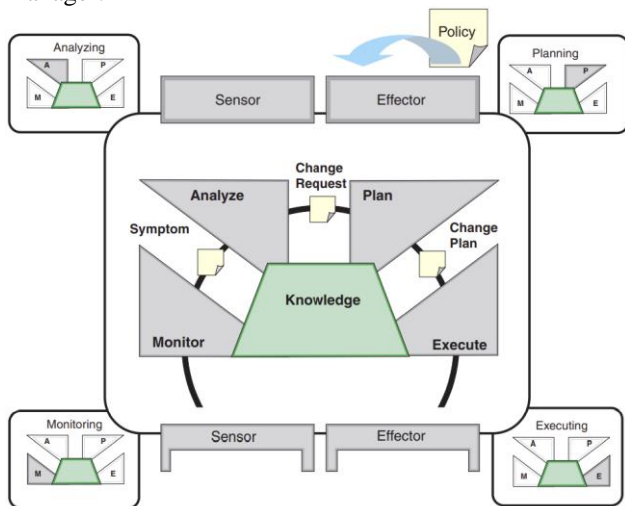 Policy
Analyzing
A
P
M
E
Planning
A
P
M
E
Sensor
Effector
Change
Request
Analyze
Plan
Symptom
Change
Plan
Knowledge
Monitor
Execute
Monitoring
A
P
M
E
Sensor
Effector
Executing
A
P
M
E